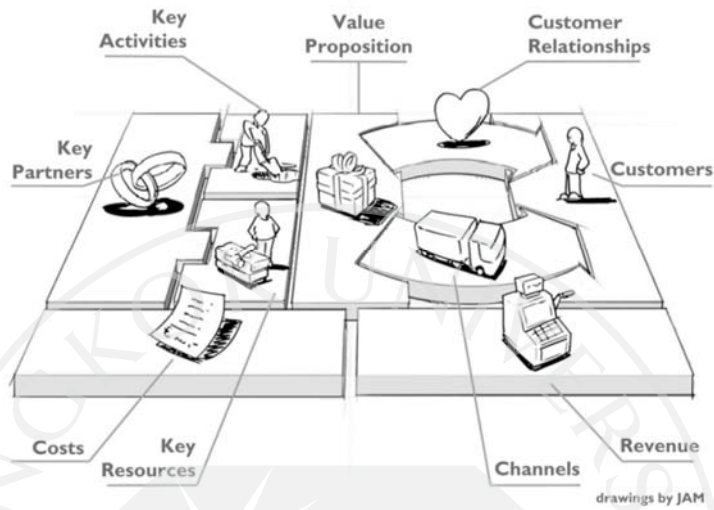 Key
Activities
Value
Proposition
Customer
Relationships
Key
Partners
Customers
Costs
Key
Resources
Channels
Revenue
drawings by JAM